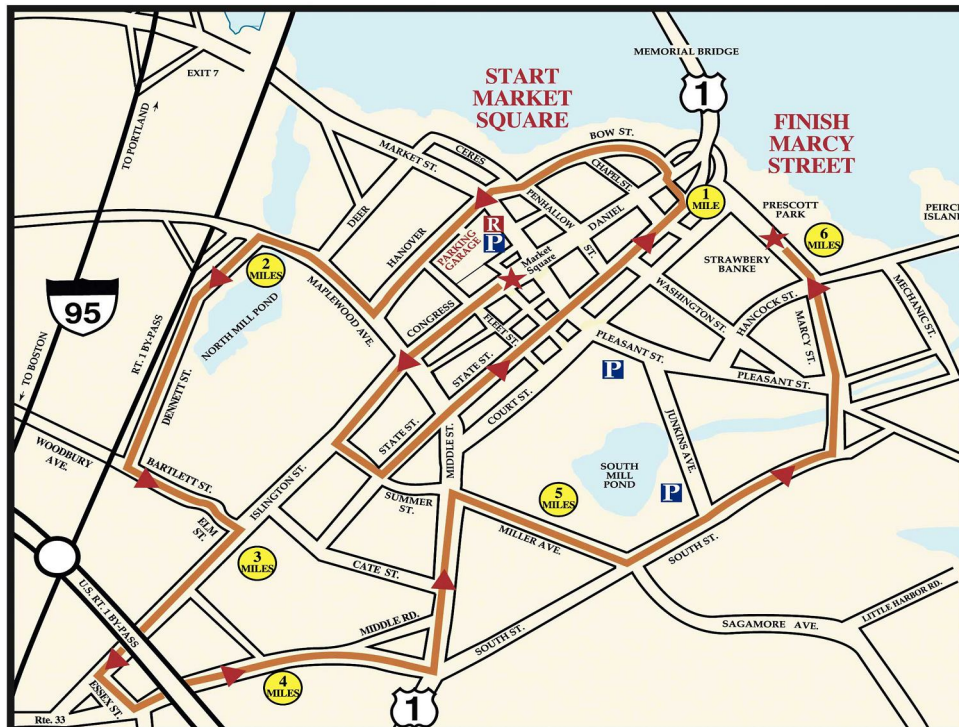 MEMORIAL BRIDGE
EXIT 7
START
MARKET
SQUARE
1
TO PORTLAND
FINISH
MARCY
STREET
BOW ST.
CERES
MARKET ST.
CHAPEL ST.
PENHALLOW
ST.
1
MILE
PRESCOTT
PARK
PEIRCE
ISLAND
DEER
DANIEL
R
P
6
MILES
HANOVER
PARKING
GARAGE
Market
Square
STRAWBERY
BANKE
2
MILES
95
MAPLEWOOD AVE.
NORTH MILL POND
CONGRESS
FLEET ST.
WASHINGTON ST.
HANCOCK ST.
MECHANIC ST.
MARCY ST.
RT. 1 BY-PASS
TO BOSTON
STATE ST.
PLEASANT ST.
P
PLEASANT ST.
DENNETT ST.
COURT ST.
JUNKINS AVE.
STATE ST.
MIDDLE ST.
WOODBURY
AVE.
BARTLETT ST.
ISLINGTON ST.
SOUTH
MILL
POND
P
ELM
ST.
SUMMER
ST.
5
MILES
MILLER AVE.
SOUTH ST.
3
MILES
CATE ST.
U.S. RT. 1 BY-PASS
MIDDLE RD.
SOUTH ST.
SAGAMORE AVE.
LITTLE HARBOR RD.
4
MILES
ESSEX ST.
Rte. 33
1